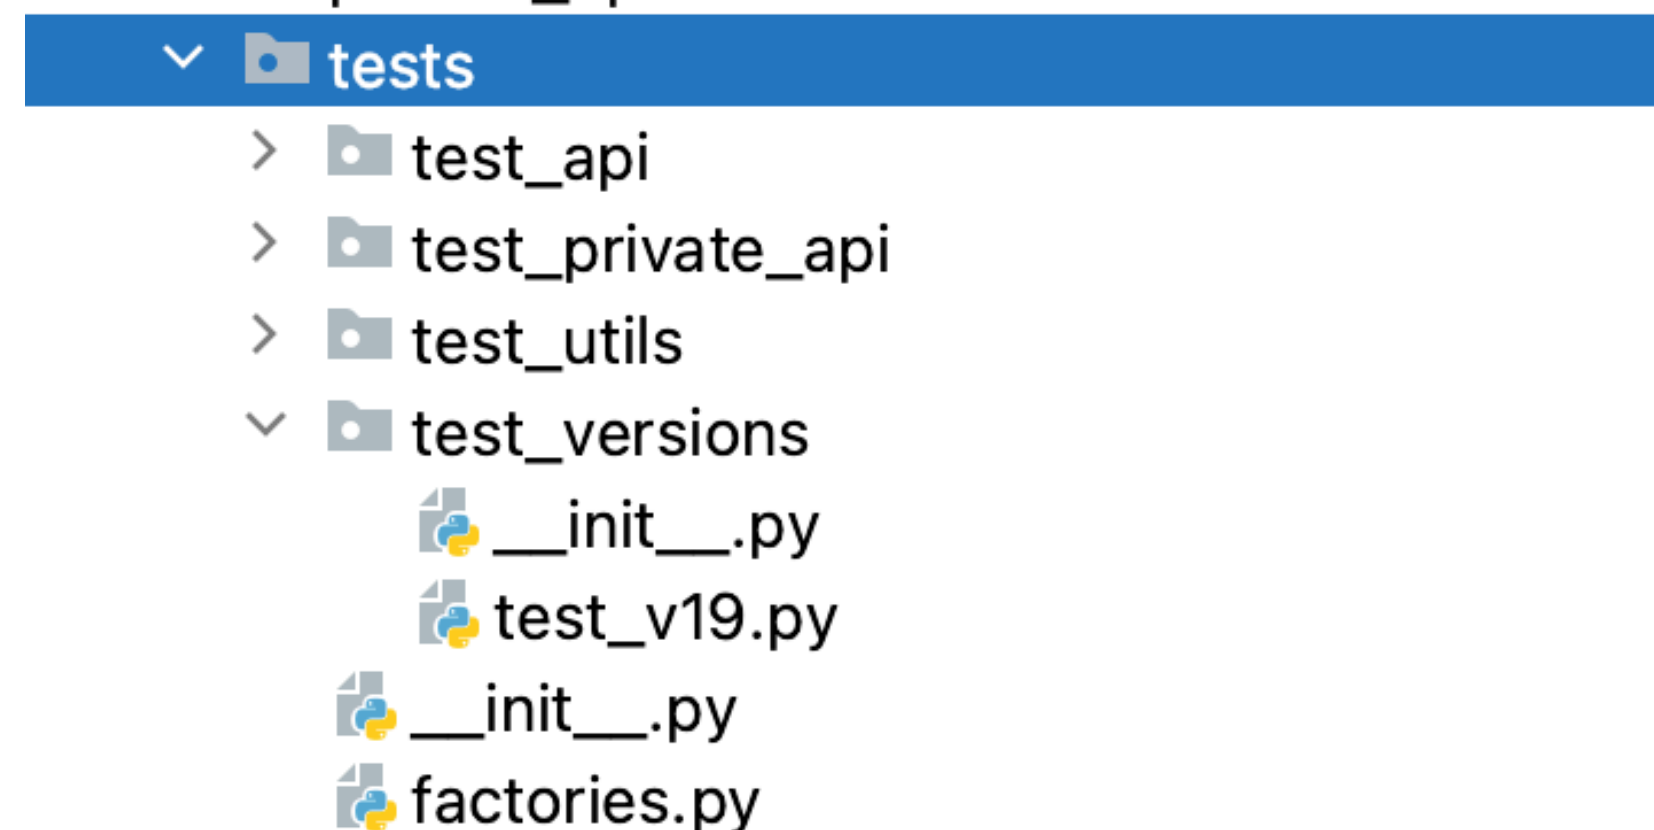 tests
test_api
test_private_api
test_utils
test_versions
__init__.py
test_v19.py
__init__.py
factories.py